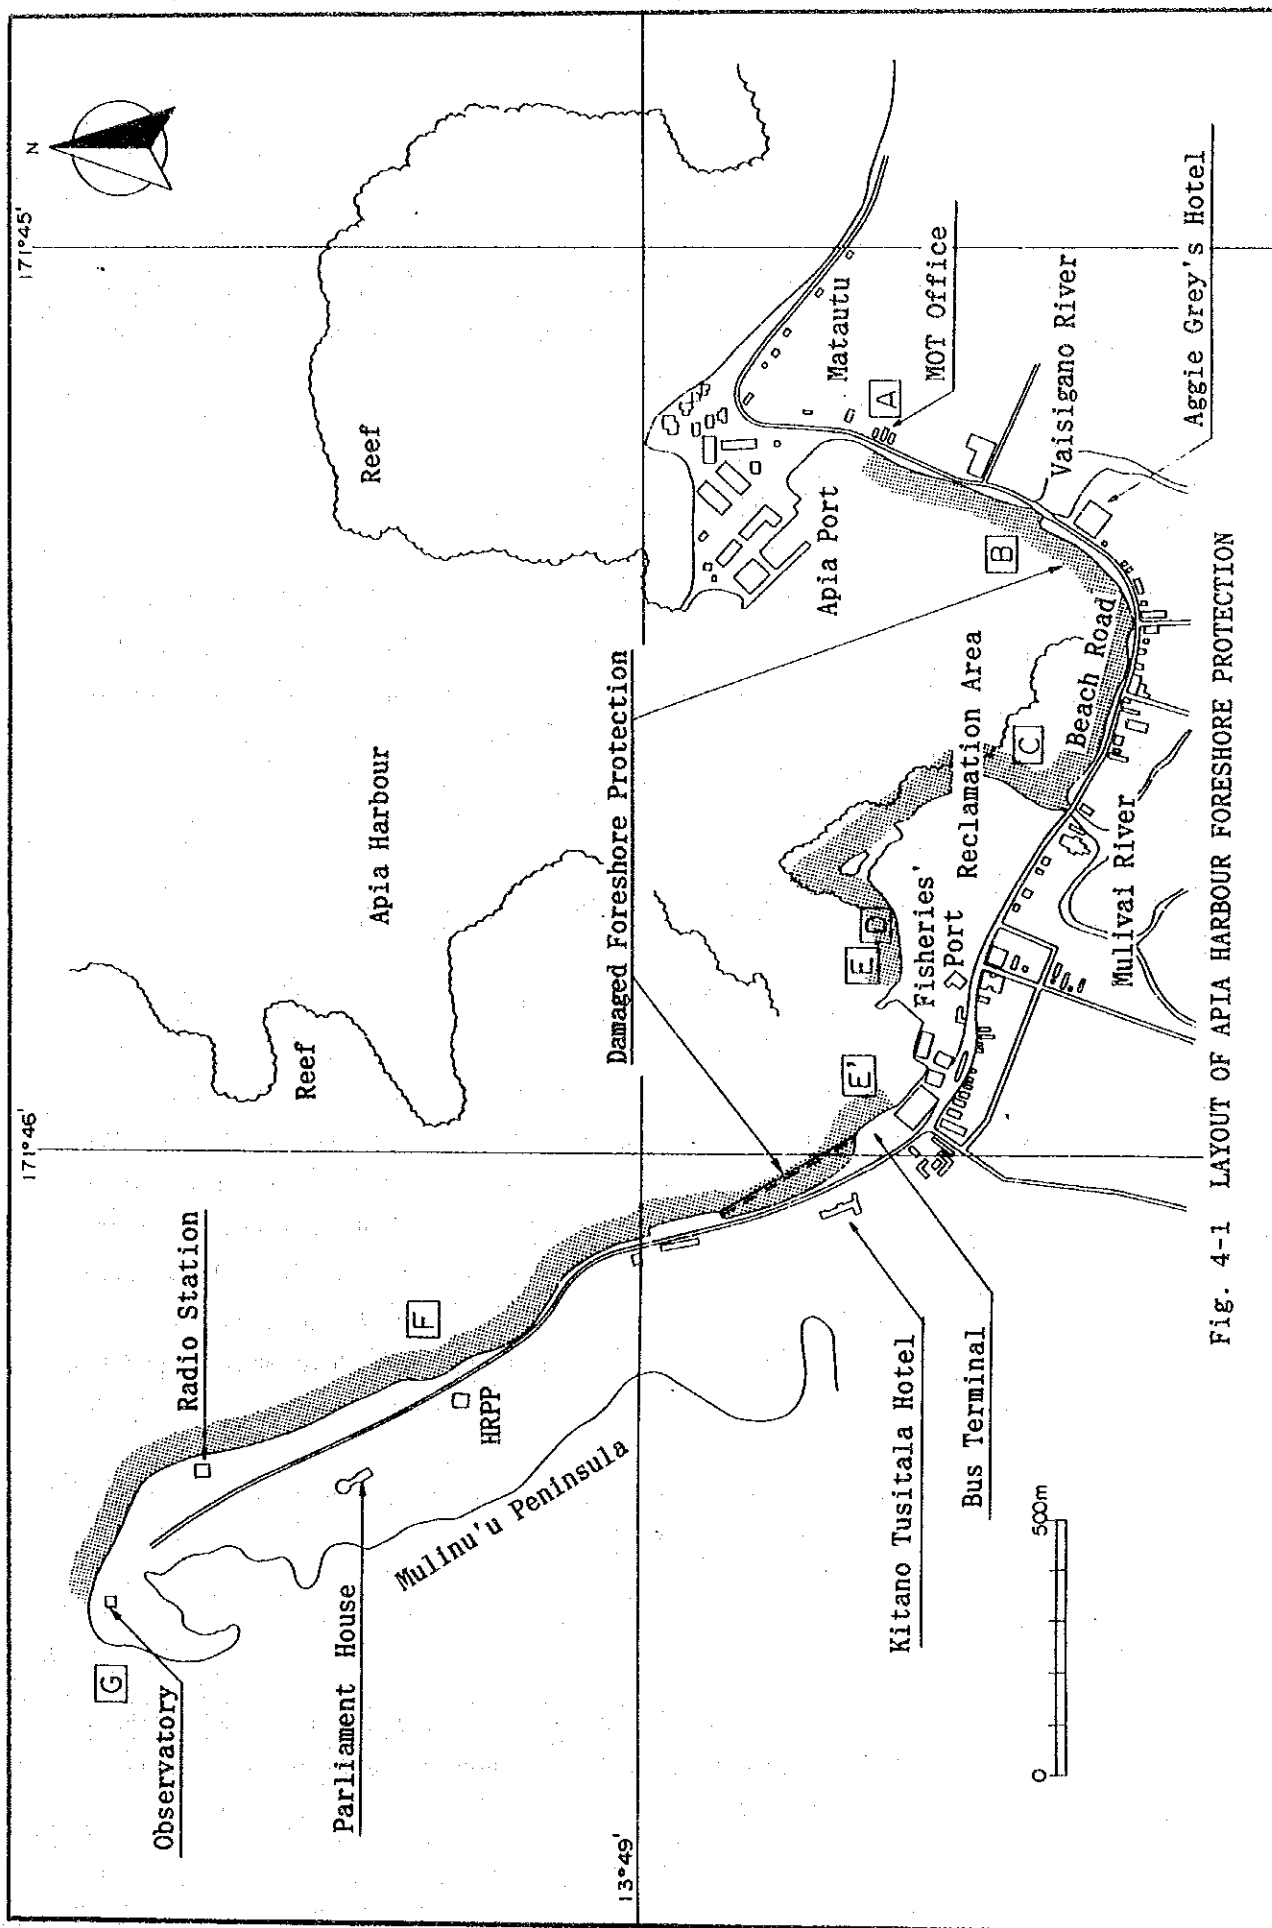 171°46'
171°45'
N
Observatory
G
Radio Station
Parliament House
F
HRPP
Mulinu'u Peninsula
Reef
Apia Harbour
Reef
13°49'
Damaged Foreshore Protection
Kitano Tusitala Hotel
Bus Terminal
E'
E
D
Fisheries'
Port
Reclamation Area
C
Beach Road
B
Apia Port
Matautu
A
MOT Office
Vaisigano River
Aggie Grey's Hotel
Mulivai River
0
500m
Fig. 4-1 LAYOUT OF APIA HARBOUR FORESHORE PROTECTION